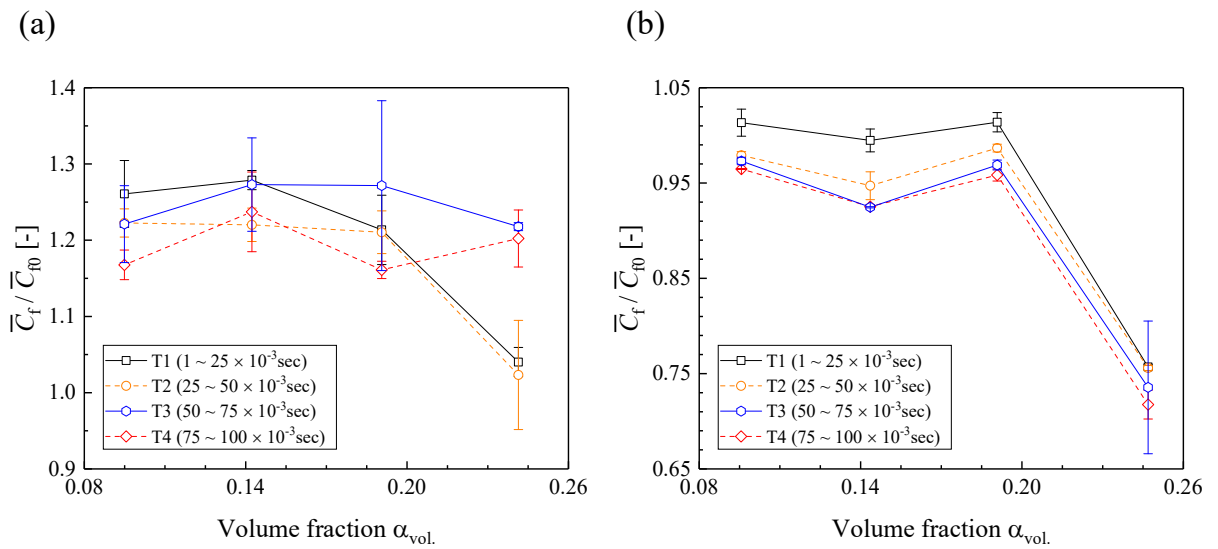 (a)
1.4
1.3
1.2
1.1
1.0
0.9
C̅f / C̅f0 [-]
T1 (1 ~ 25 × 10⁻³sec)
T2 (25 ~ 50 × 10⁻³sec)
T3 (50 ~ 75 × 10⁻³sec)
T4 (75 ~ 100 × 10⁻³sec)
0.08 0.14 0.20 0.26
Volume fraction αvol.
(b)
1.05
0.95
0.85
0.75
0.65
C̅f / C̅f0 [-]
T1 (1 ~ 25 × 10⁻³sec)
T2 (25 ~ 50 × 10⁻³sec)
T3 (50 ~ 75 × 10⁻³sec)
T4 (75 ~ 100 × 10⁻³sec)
0.08 0.14 0.20 0.26
Volume fraction αvol.